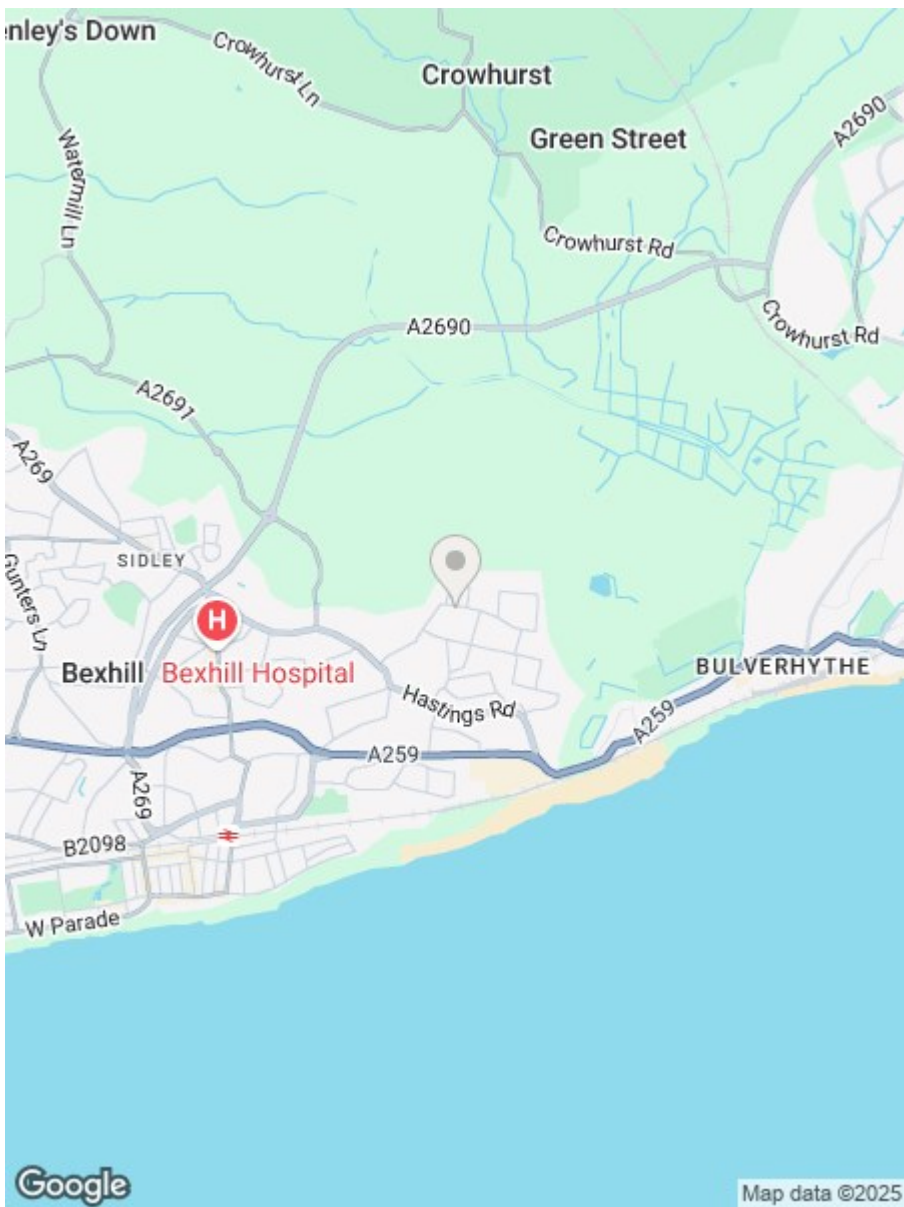 enley's Down
Crowhurst Ln
Crowhurst
Green Street
A2690
Watermill Ln
Crowhurst Rd
Crowhurst Rd
A2690
A2691
A269
SIDLEY
Gunters Ln
H
Bexhill
Bexhill Hospital
BULVERHYTHE
Hastings Rd
A259
A259
A269
B2098
W Parade
Google
Map data ©2025